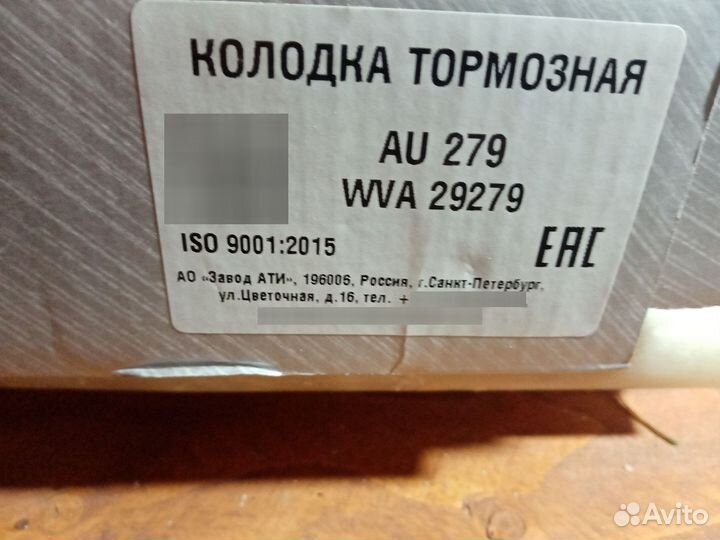 КОЛОДКА ТОРМОЗНАЯ
AU 279
WVA 29279
ISO 9001:2015
EAC
АО «Завод АТИ», 196006, Россия, г.Санкт-Петербург,
ул.Цветочная, д.16, тел. +
Avito